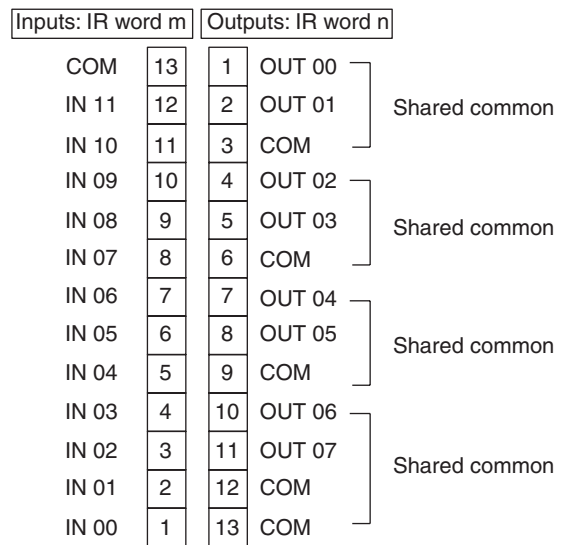 Inputs: IR word m Outputs: IR word n
COM 13 1 OUT 00
IN 11 12 2 OUT 01 Shared common
IN 10 11 3 COM
IN 09 10 4 OUT 02
IN 08 9 5 OUT 03 Shared common
IN 07 8 6 COM
IN 06 7 7 OUT 04
IN 05 6 8 OUT 05 Shared common
IN 04 5 9 COM
IN 03 4 10 OUT 06
IN 02 3 11 OUT 07 Shared common
IN 01 2 12 COM
IN 00 1 13 COM